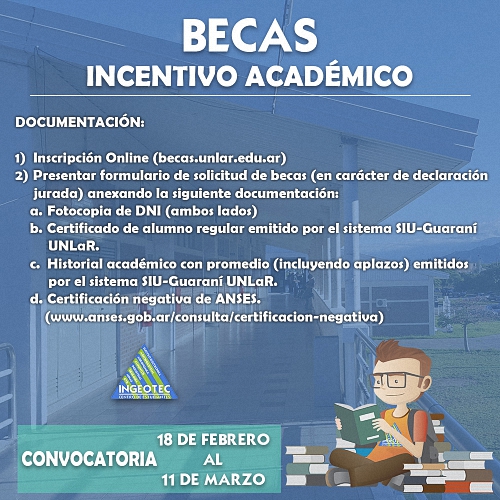 BECAS
INCENTIVO ACADÉMICO
DOCUMENTACIÓN:
1) Inscripción Online (becas.unlar.edu.ar)
2) Presentar formulario de solicitud de becas (en carácter de declaración
jurada) anexando la siguiente documentación:
a. Fotocopia de DNI (ambos lados)
b. Certificado de alumno regular emitido por el sistema SIU-Guaraní
UNLaR.
c. Historial académico con promedio (incluyendo aplazos) emitidos
por el sistema SIU-Guaraní UNLaR.
d. Certificación negativa de ANSES.
(www.anses.gob.ar/consulta/certificacion-negativa)
INGEOTEC
CENTRO DE ESTUDIANTES
CONVOCATORIA
18 DE FEBRERO
AL
11 DE MARZO